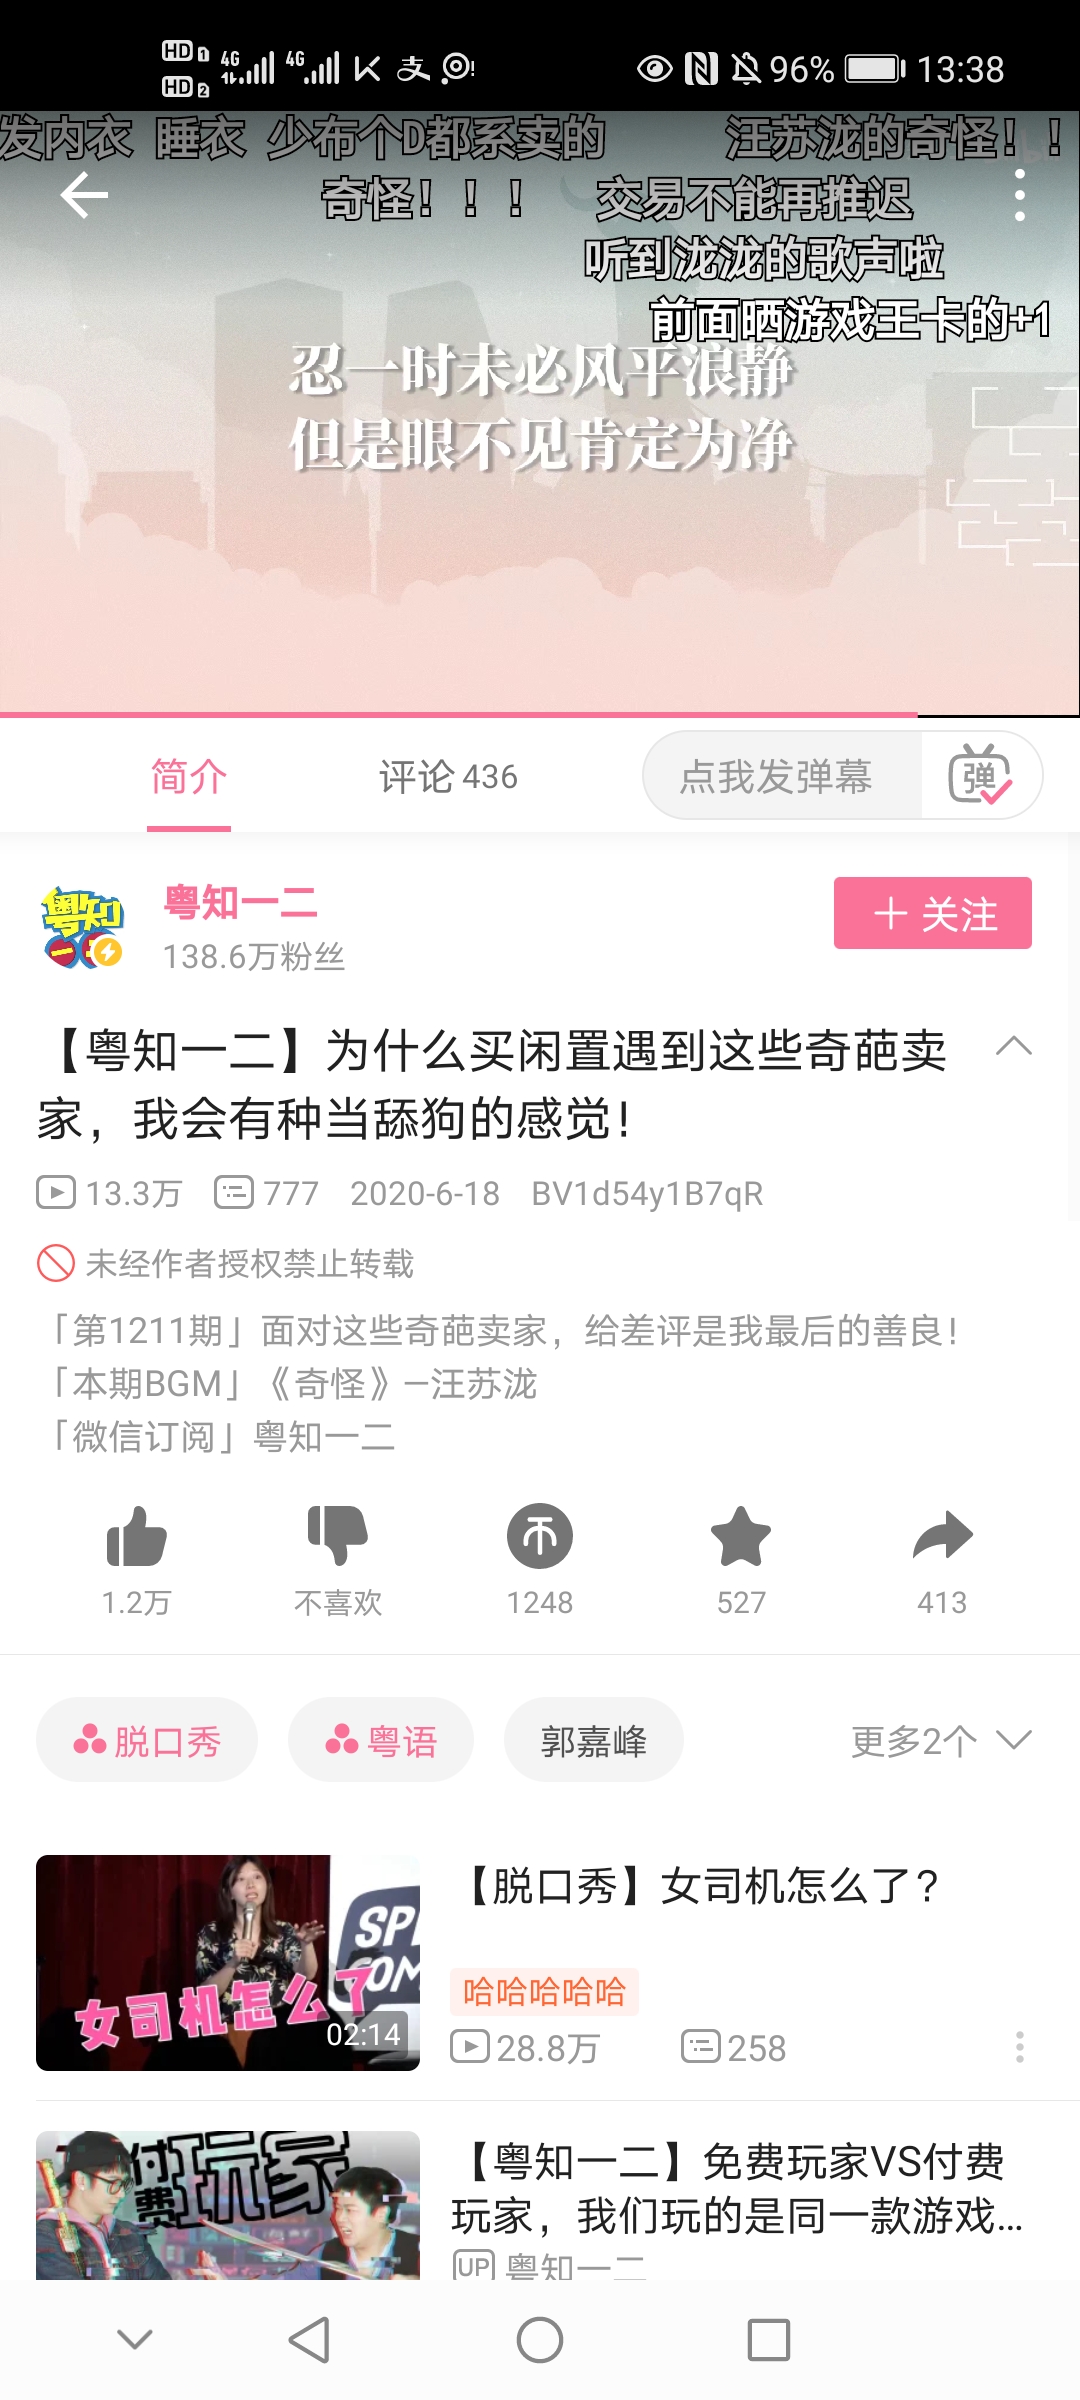 HD 1 4G 4G 96% 13:38
HD 2
发内衣 睡衣 少布个D都系卖的 汪苏泷的奇怪！！
奇怪！！！ 交易不能再推迟
听到泷泷的歌声啦
前面晒游戏王卡的+1
忍一时未必风平浪静
但是眼不见肯定为净
简介 评论 436 点我发弹幕 弹
粤知一二
粤知一二
138.6万粉丝
+ 关注
【粤知一二】为什么买闲置遇到这些奇葩卖
家，我会有种当舔狗的感觉！
13.3万 777 2020-6-18 BV1d54y1B7qR
未经作者授权禁止转载
「第1211期」面对这些奇葩卖家，给差评是我最后的善良！
「本期BGM」《奇怪》—汪苏泷
「微信订阅」粤知一二
1.2万 不喜欢 1248 527 413
脱口秀 粤语 郭嘉峰 更多2个
女司机怎么了
02:14
【脱口秀】女司机怎么了？
哈哈哈哈哈
28.8万 258
付费玩家
【粤知一二】免费玩家VS付费
玩家，我们玩的是同一款游戏...
UP 粤知一二